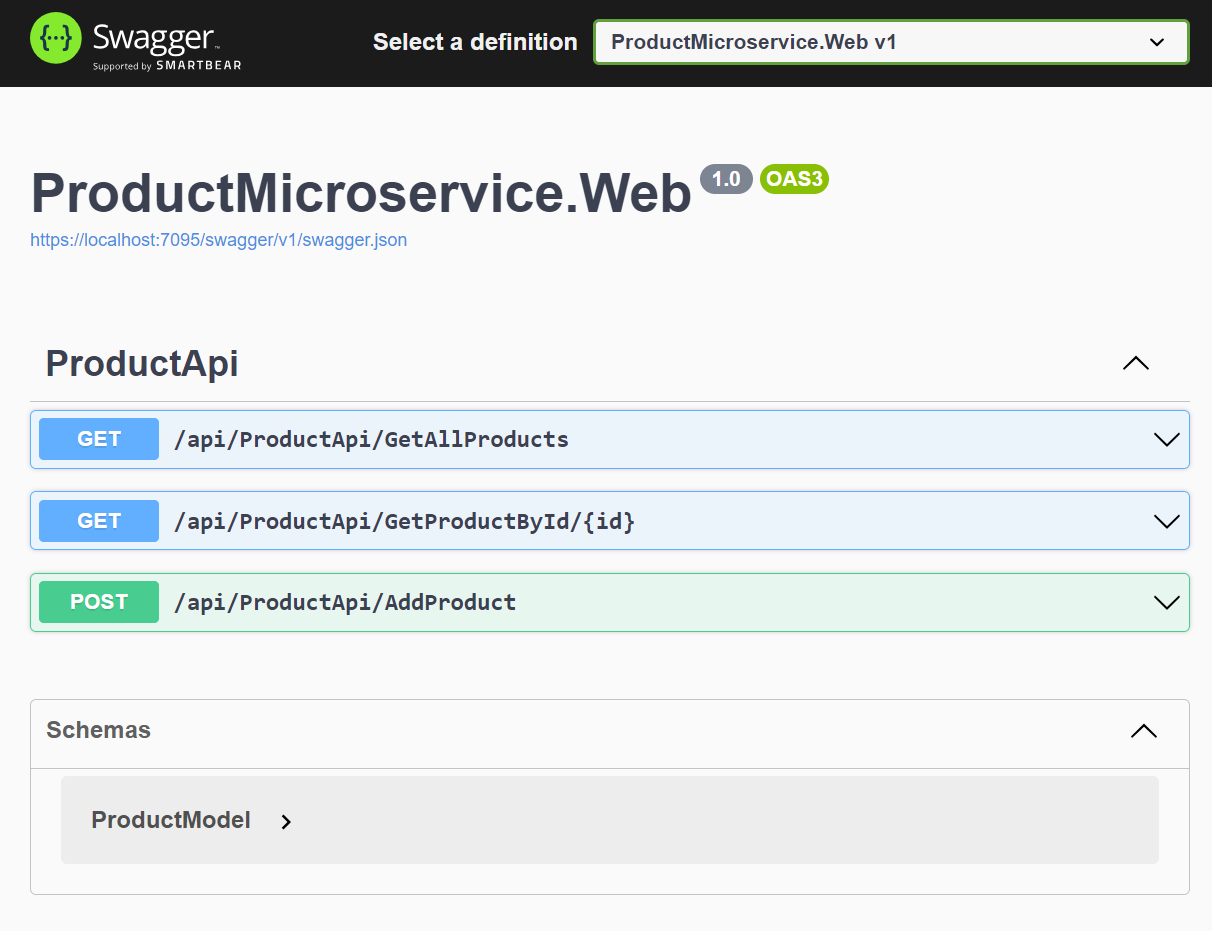 {···} Swagger™
Supported by SMARTBEAR
Select a definition
ProductMicroservice.Web v1
ProductMicroservice.Web 1.0 OAS3
https://localhost:7095/swagger/v1/swagger.json
ProductApi
GET /api/ProductApi/GetAllProducts
GET /api/ProductApi/GetProductById/{id}
POST /api/ProductApi/AddProduct
Schemas
ProductModel